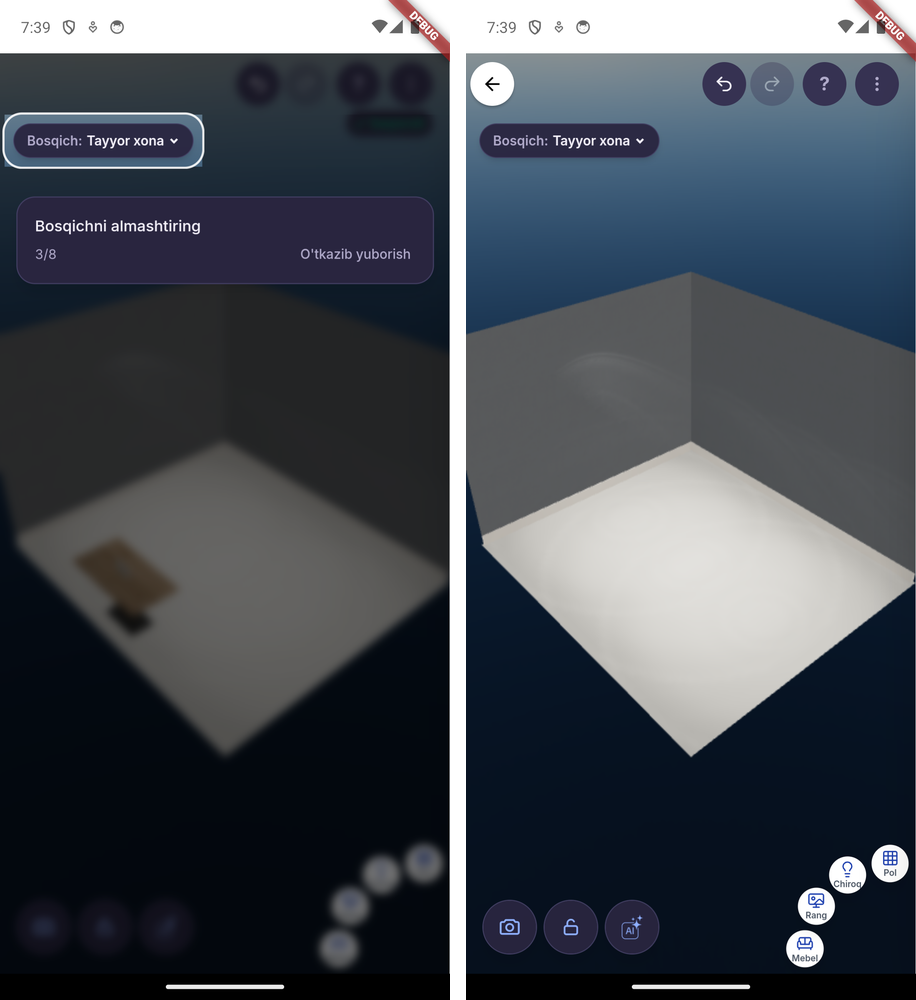 7:39
DEBUG
Bosqich: Tayyor xona
Bosqichni almashtiring
3/8
O'tkazib yuborish
7:39
DEBUG
?
Bosqich: Tayyor xona
Pol
Chiroq
Rang
AI
Mebel